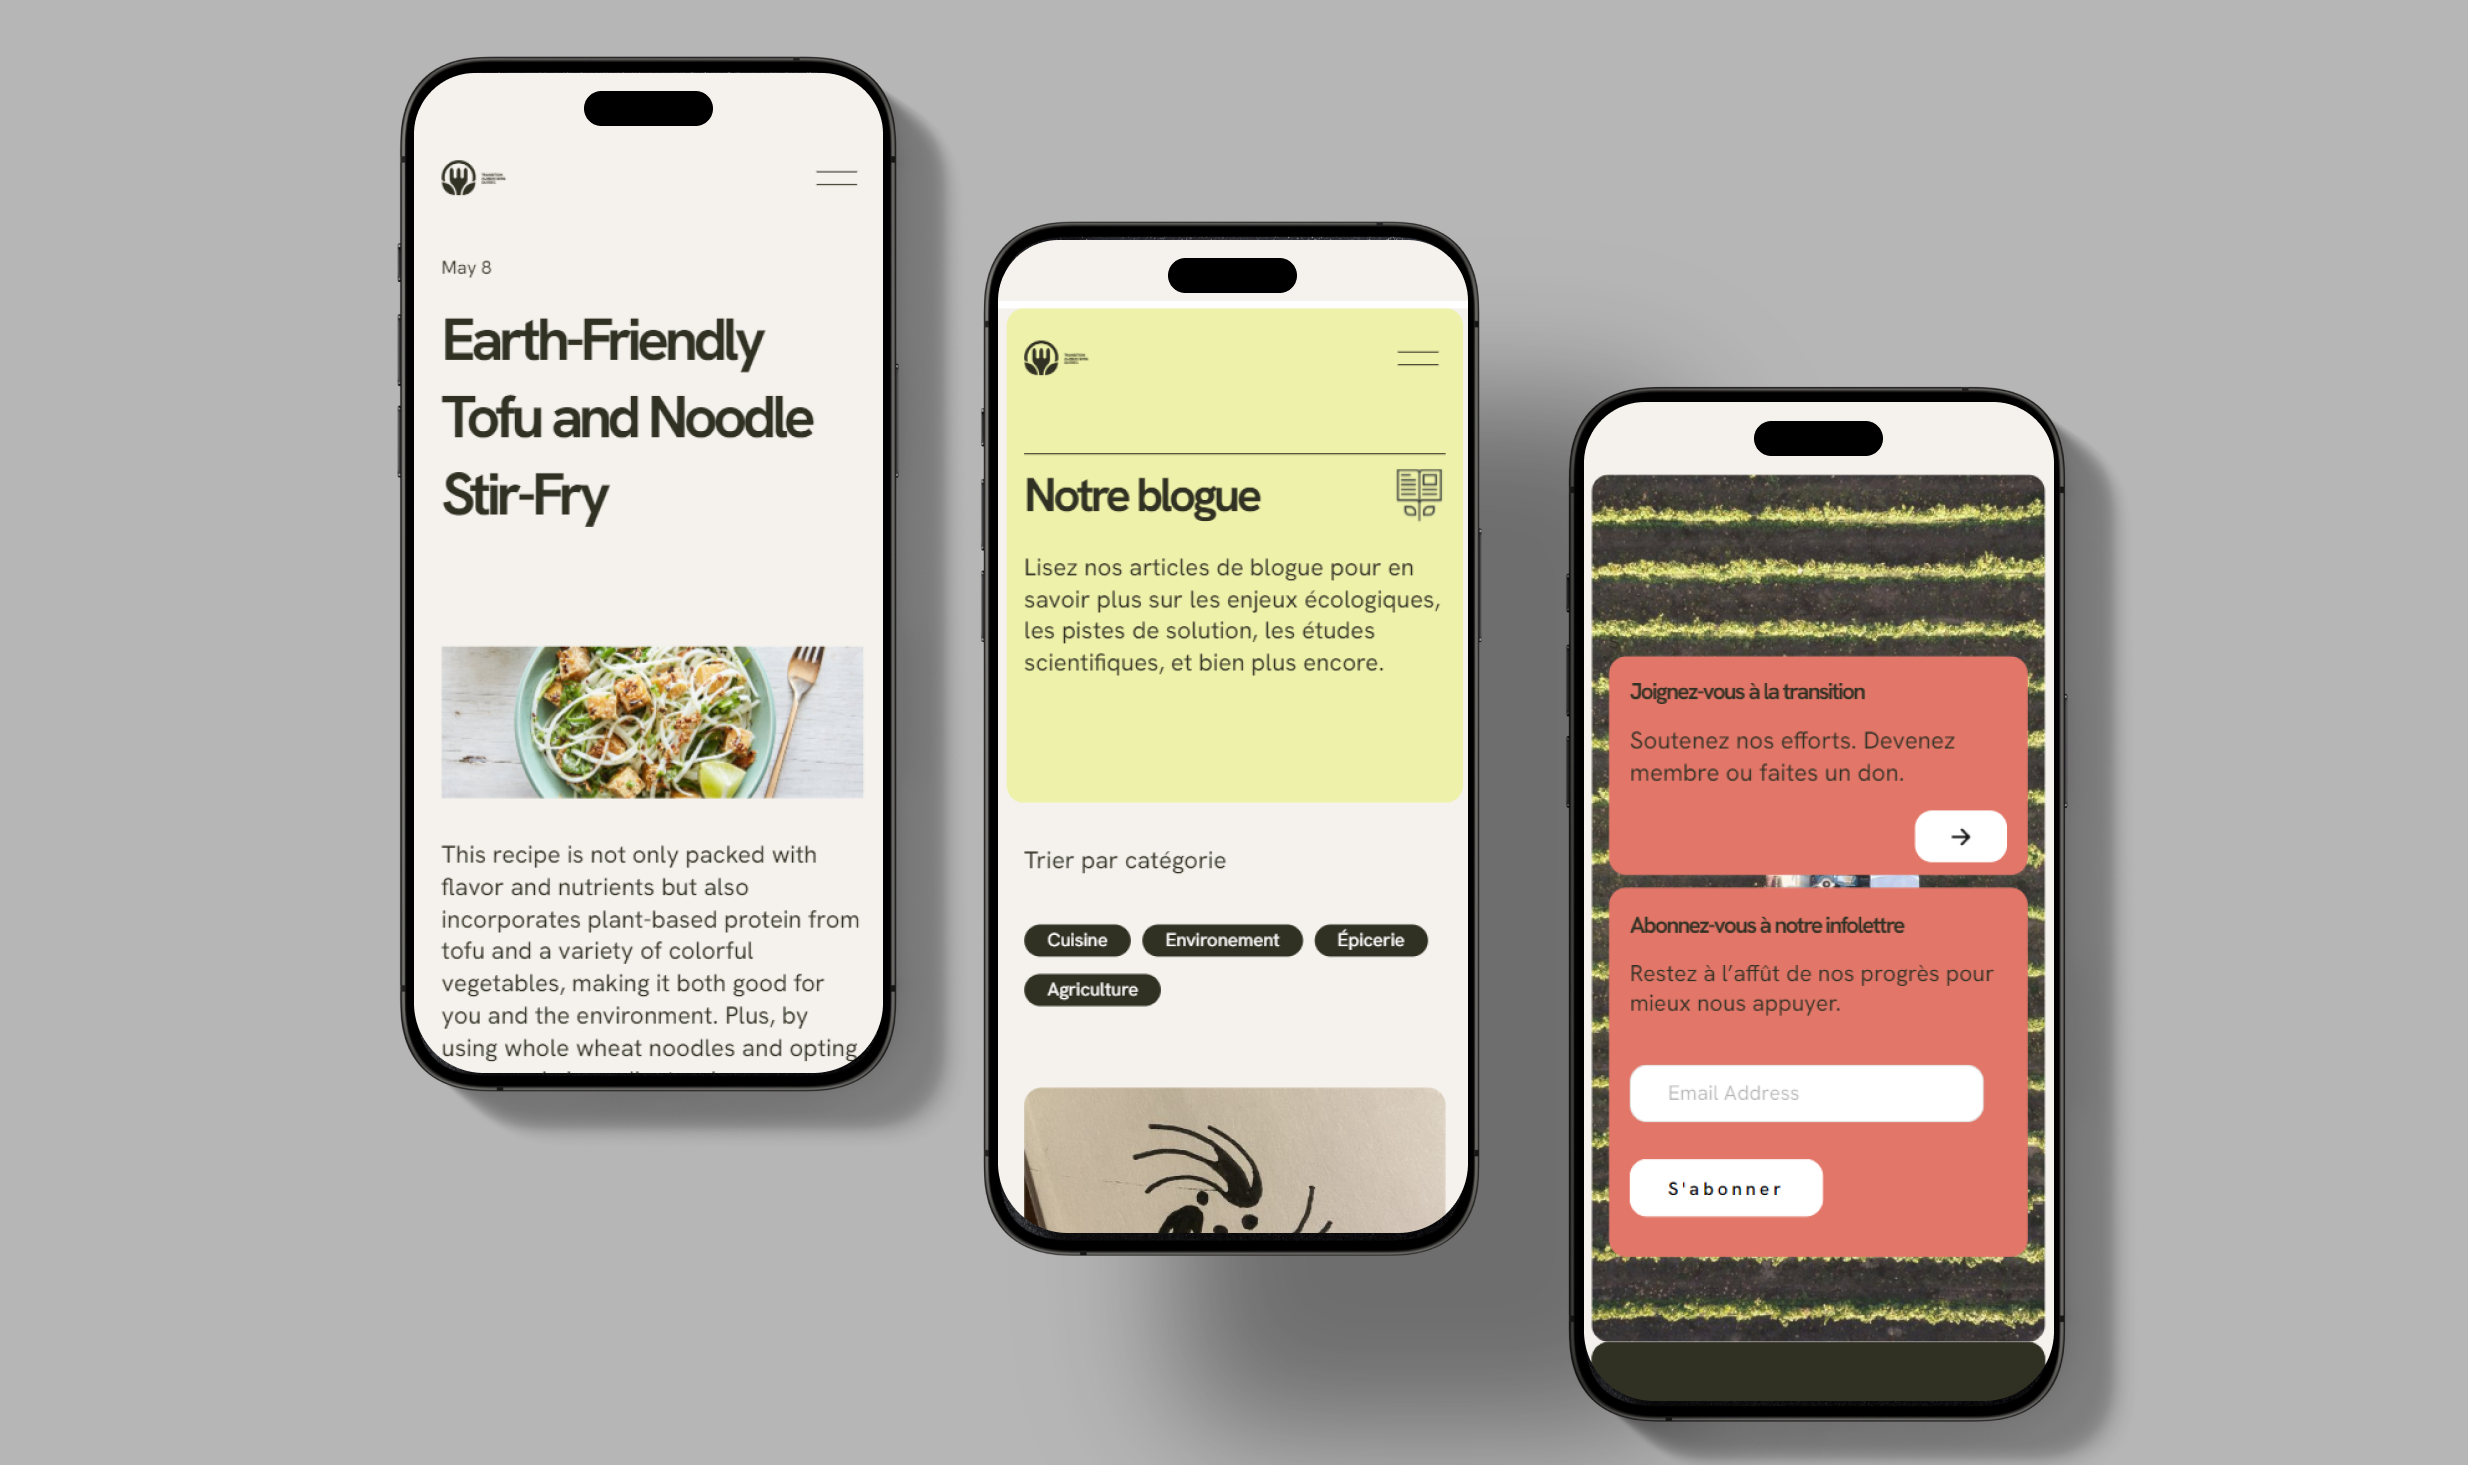 May 8
Earth-Friendly
Tofu and Noodle
Stir-Fry
This recipe is not only packed with
flavor and nutrients but also
incorporates plant-based protein from
tofu and a variety of colorful
vegetables, making it both good for
you and the environment. Plus, by
using whole wheat noodles and opting
Notre blogue
Lisez nos articles de blogue pour en
savoir plus sur les enjeux écologiques,
les pistes de solution, les études
scientifiques, et bien plus encore.
Trier par catégorie
Cuisine Environement Épicerie
Agriculture
Joignez-vous à la transition
Soutenez nos efforts. Devenez
membre ou faites un don.
Abonnez-vous à notre infolettre
Restez à l’affût de nos progrès pour
mieux nous appuyer.
Email Address
S'abonner